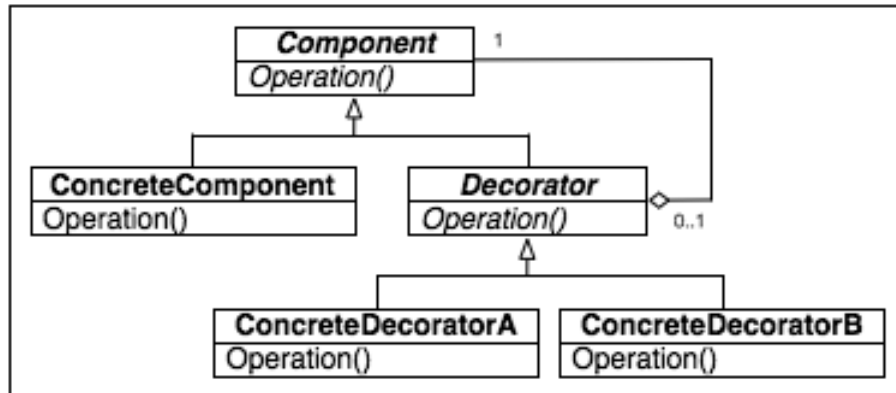 Component
1
Operation()
ConcreteComponent
Decorator
Operation()
Operation()
0..1
ConcreteDecoratorA
ConcreteDecoratorB
Operation()
Operation()